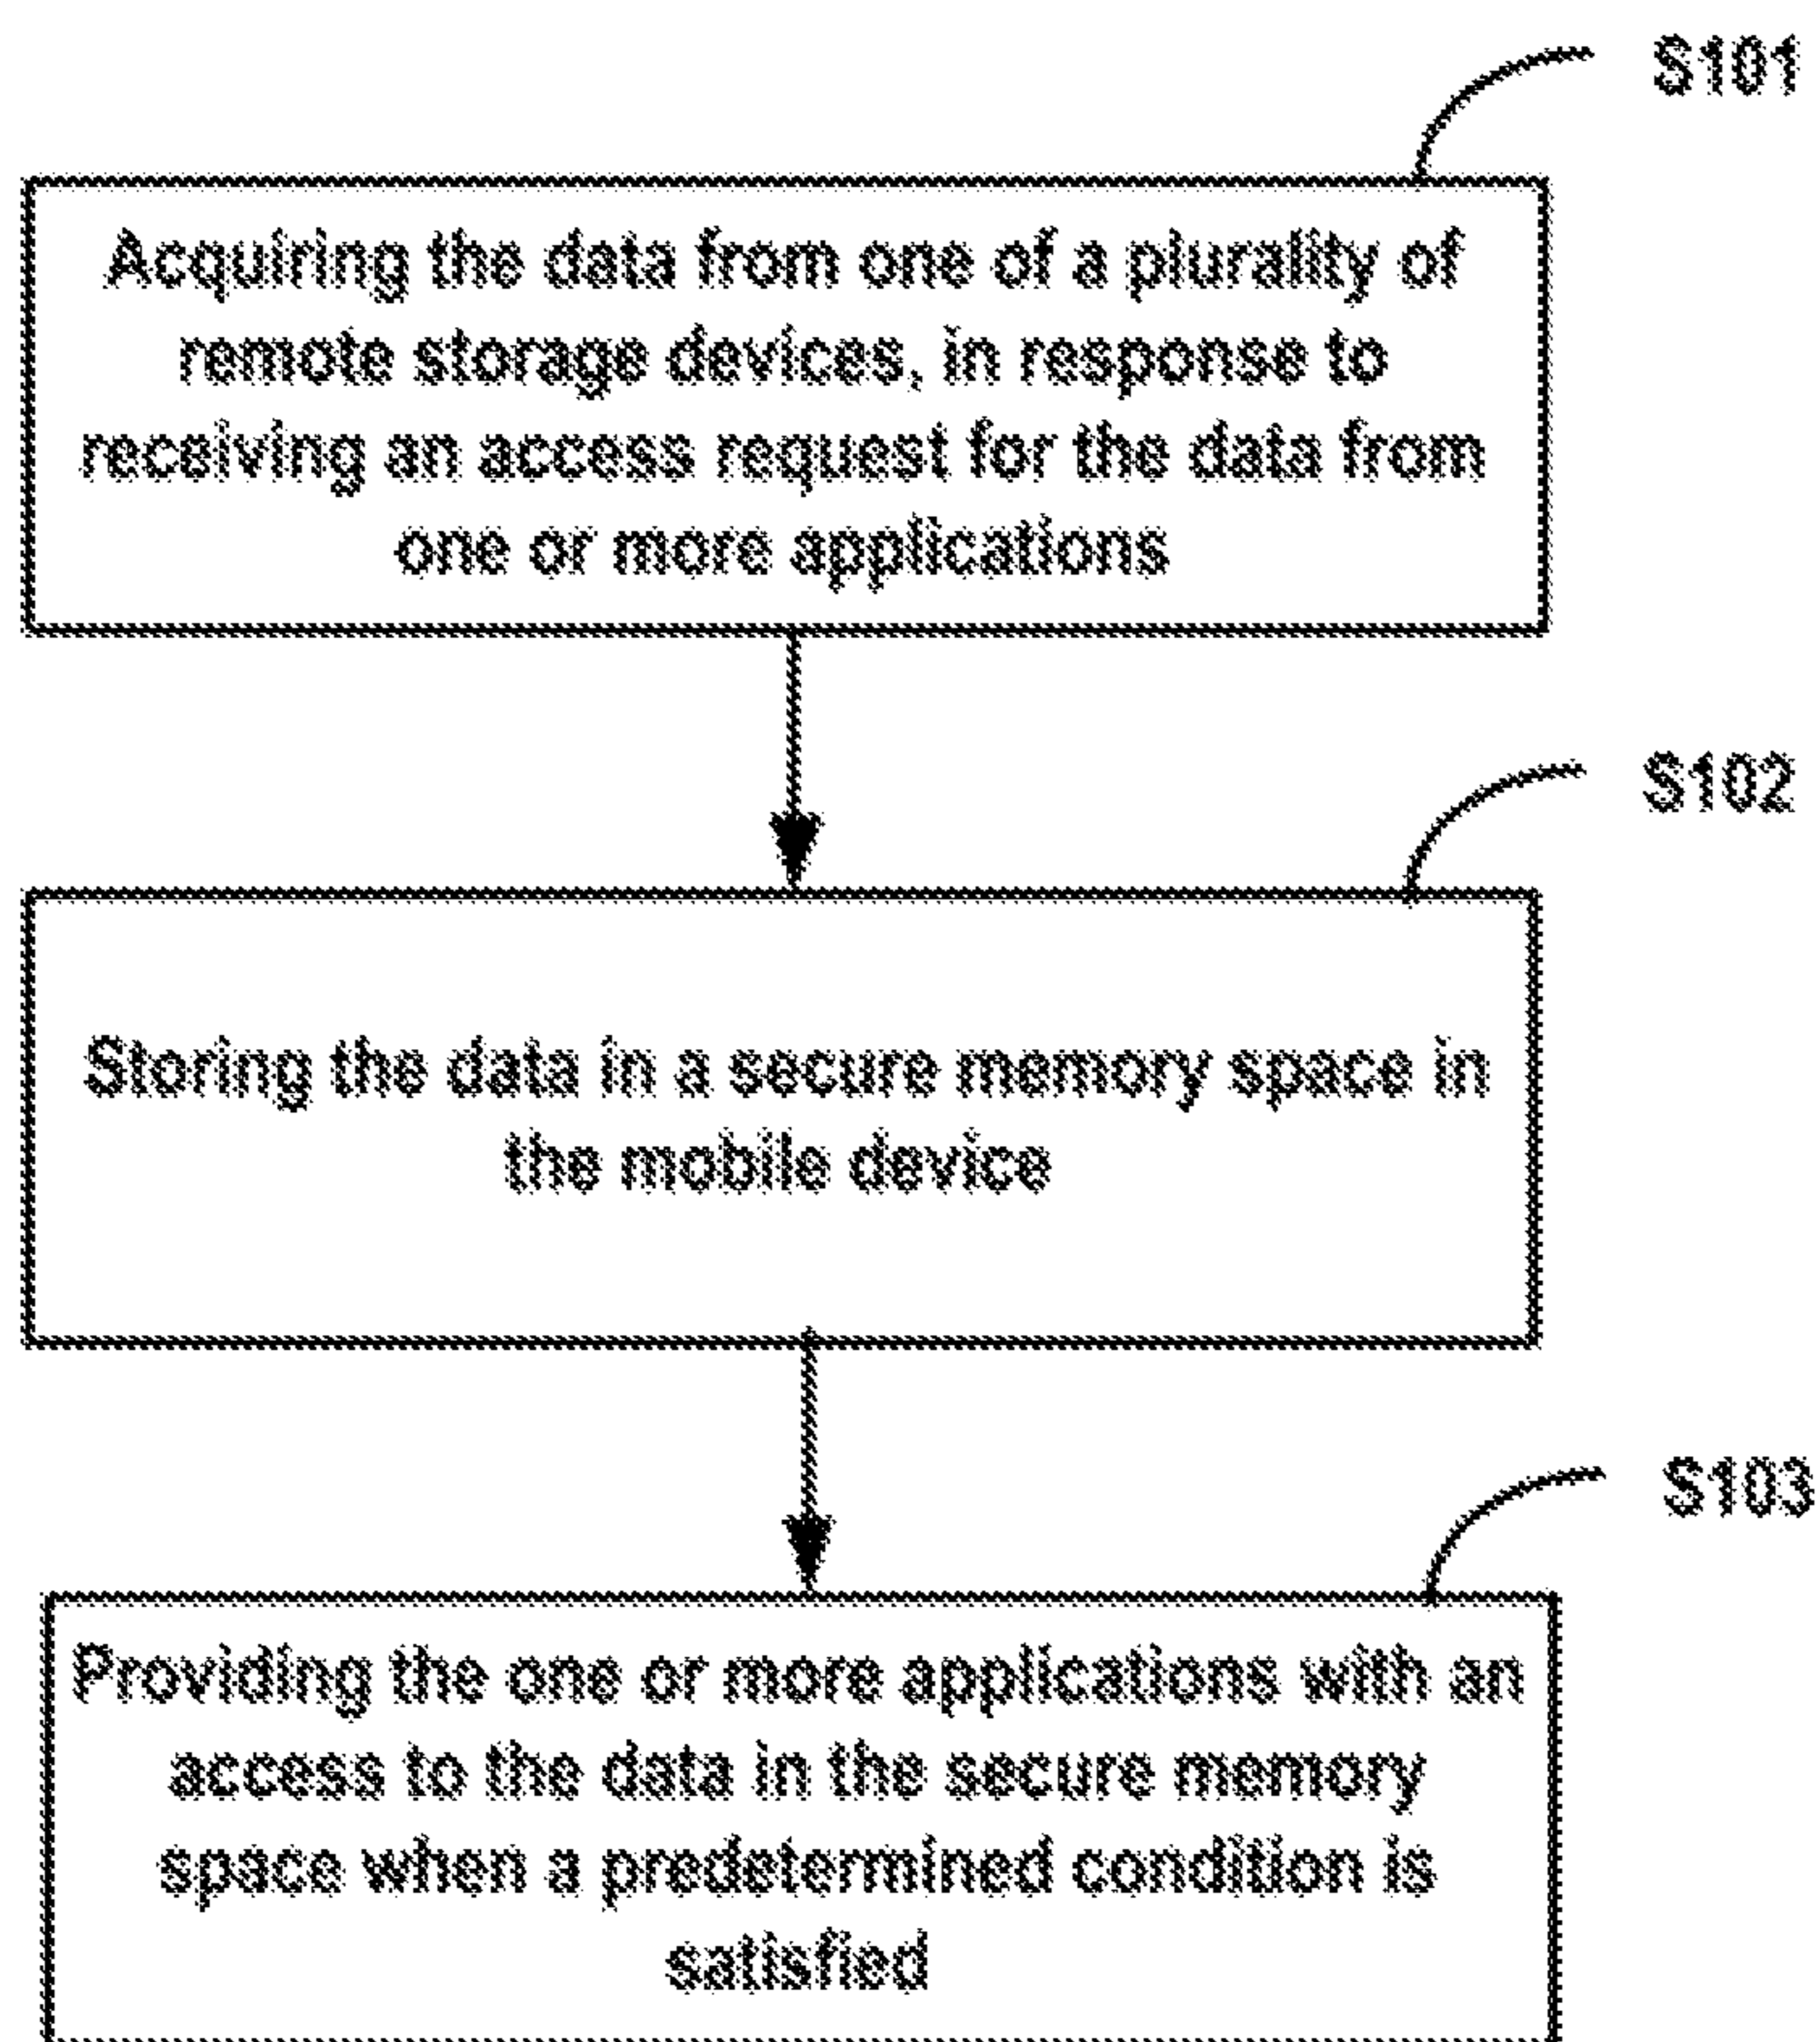 S101
Acquiring the data from one of a plurality of
remote storage devices, in response to
receiving an access request for the data from
one or more applications
S102
Storing the data in a secure memory space in
the mobile device
S103
Providing the one or more applications with an
access to the data in the secure memory
space when a predetermined condition is
satisfied